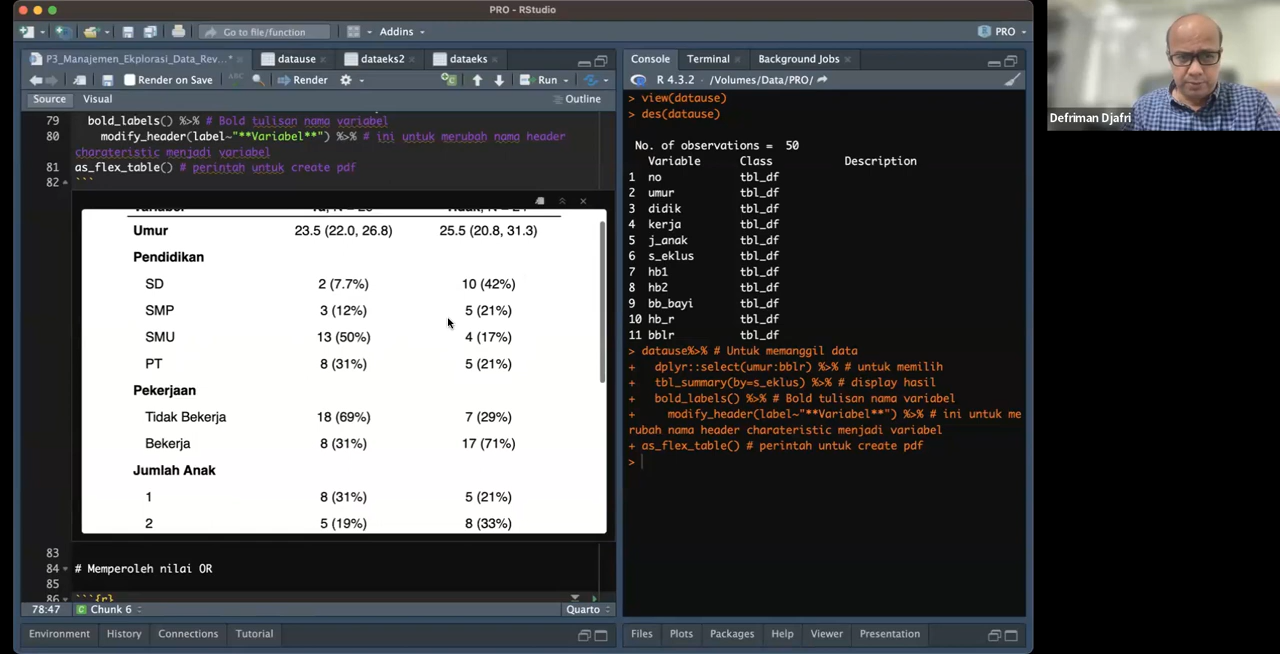 PRO - RStudio
Go to file/function
Addins
PRO
P3_Manajemen_Ekplorasi_Data_Rev...*
datause
dataeks2
dataeks
Render on Save
ABC
Render
Run
Source
Visual
Outline
79 bold_labels() %>% # Bold tulisan nama variabel
80 modify_header(label~"**Variabel**") %>% # ini untuk merubah nama header
charateristic menjadi variabel
81 as_flex_table() # perintah untuk create pdf
82 ```
Umur 23.5 (22.0, 26.8) 25.5 (20.8, 31.3)
Pendidikan
SD 2 (7.7%) 10 (42%)
SMP 3 (12%) 5 (21%)
SMU 13 (50%) 4 (17%)
PT 8 (31%) 5 (21%)
Pekerjaan
Tidak Bekerja 18 (69%) 7 (29%)
Bekerja 8 (31%) 17 (71%)
Jumlah Anak
1 8 (31%) 5 (21%)
2 5 (19%) 8 (33%)
83
84 # Memperoleh nilai OR
85
86 ```{r}
78:47 Chunk 6 Quarto
Environment History Connections Tutorial
Console Terminal Background Jobs
R 4.3.2 · /Volumes/Data/PRO/
> view(datause)
> des(datause)
No. of observations = 50
Variable Class Description
1 no tbl_df
2 umur tbl_df
3 didik tbl_df
4 kerja tbl_df
5 j_anak tbl_df
6 s_eklus tbl_df
7 hb1 tbl_df
8 hb2 tbl_df
9 bb_bayi tbl_df
10 hb_r tbl_df
11 bblr tbl_df
> datause%>% # Untuk memanggil data
+ dplyr::select(umur:bblr) %>% # untuk memilih
+ tbl_summary(by=s_eklus) %>% # display hasil
+ bold_labels() %>% # Bold tulisan nama variabel
+ modify_header(label~"**Variabel**") %>% # ini untuk me
rubah nama header charateristic menjadi variabel
+ as_flex_table() # perintah untuk create pdf
>
Files Plots Packages Help Viewer Presentation
Defriman Djafri